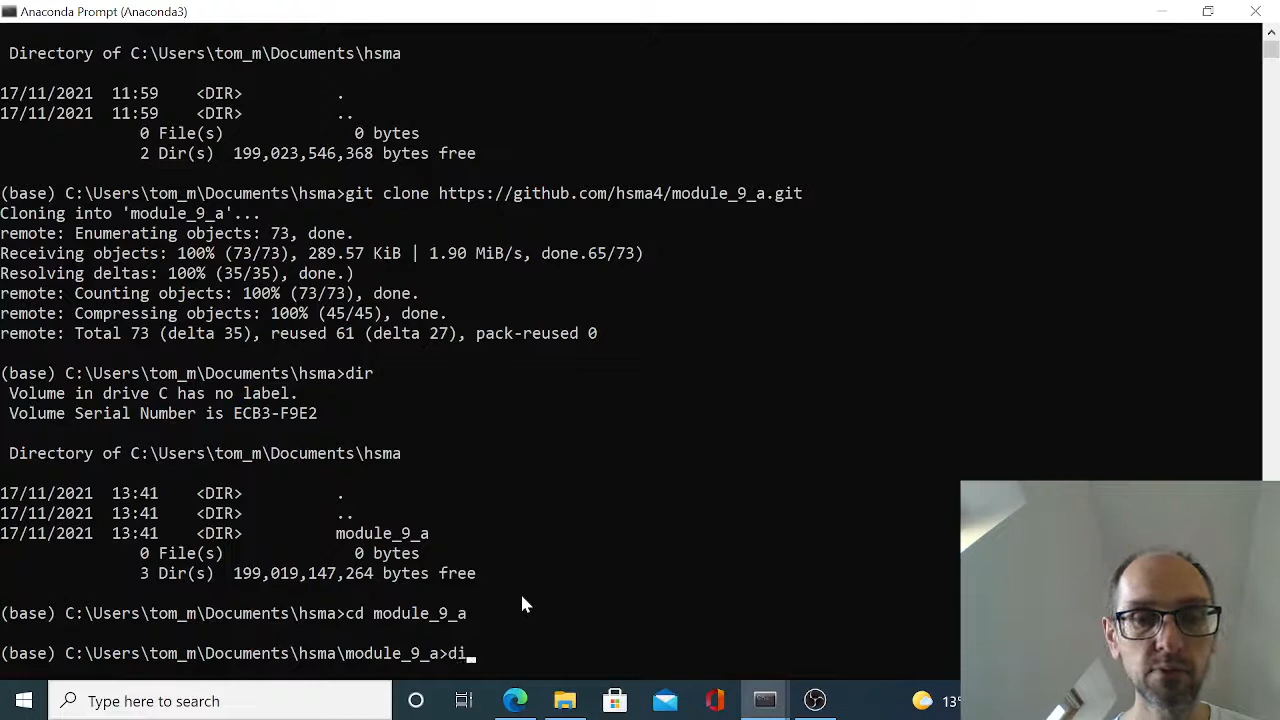 Anaconda Prompt (Anaconda3)
Directory of C:\Users\tom_m\Documents\hsma
17/11/2021  11:59    <DIR>          .
17/11/2021  11:59    <DIR>          ..
0 File(s)              0 bytes
2 Dir(s)  199,023,546,368 bytes free
(base) C:\Users\tom_m\Documents\hsma>git clone https://github.com/hsma4/module_9_a.git
Cloning into 'module_9_a'...
remote: Enumerating objects: 73, done.
Receiving objects: 100% (73/73), 289.57 KiB | 1.90 MiB/s, done.65/73)
Resolving deltas: 100% (35/35), done.)
remote: Counting objects: 100% (73/73), done.
remote: Compressing objects: 100% (45/45), done.
remote: Total 73 (delta 35), reused 61 (delta 27), pack-reused 0
(base) C:\Users\tom_m\Documents\hsma>dir
Volume in drive C has no label.
Volume Serial Number is ECB3-F9E2
Directory of C:\Users\tom_m\Documents\hsma
17/11/2021  13:41    <DIR>          .
17/11/2021  13:41    <DIR>          ..
17/11/2021  13:41    <DIR>          module_9_a
0 File(s)              0 bytes
3 Dir(s)  199,019,147,264 bytes free
(base) C:\Users\tom_m\Documents\hsma>cd module_9_a
(base) C:\Users\tom_m\Documents\hsma\module_9_a>di_
Type here to search
13°